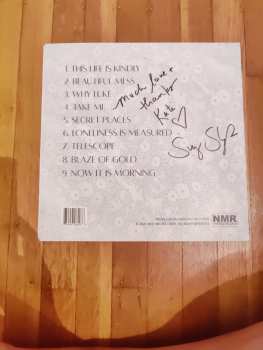 1. THIS LIFE IS KINDLY
2. BEAUTIFUL MESS
3. WHY LUKE
4. TAKE ME
5. SECRET PLACES
6. LONELINESS IS MEASURED
7. TELESCOPE
8. BLAZE OF GOLD
9. NOW IT IS MORNING
Much love &
thanks
Kate
NMR